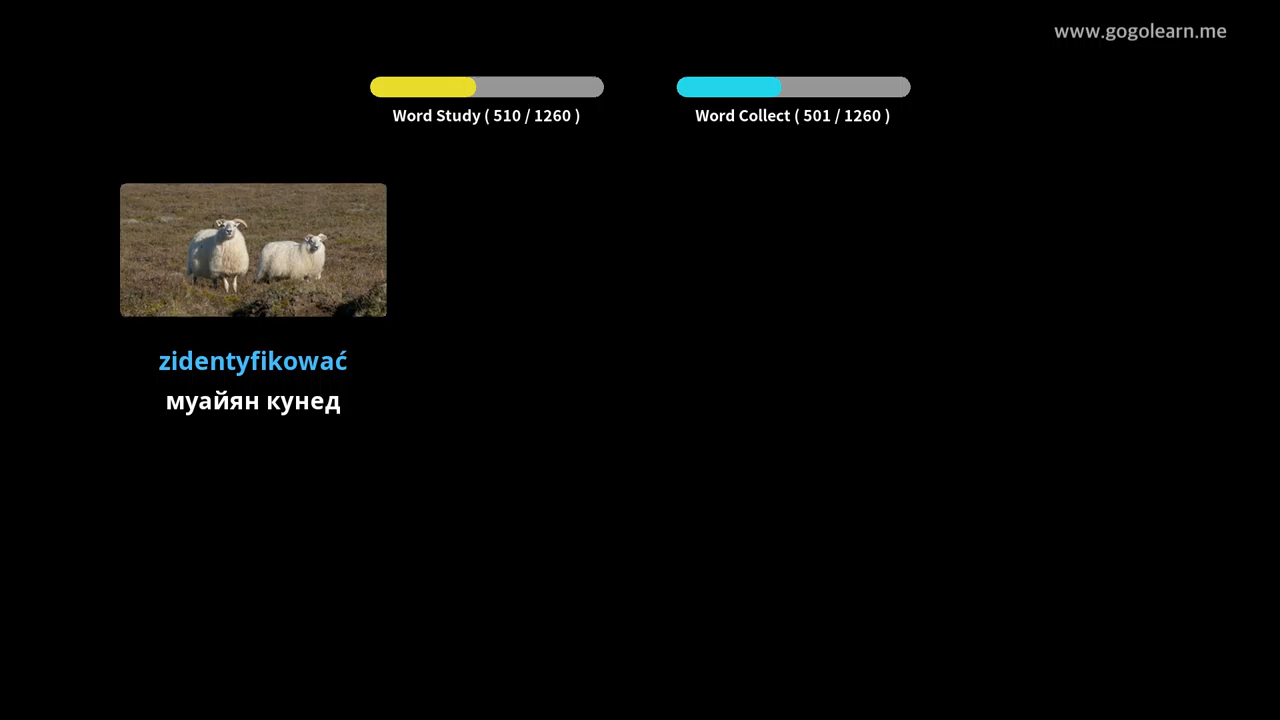 www.gogolearn.me
Word Study ( 510 / 1260 )
Word Collect ( 501 / 1260 )
zidentyfikować
муайян кунед